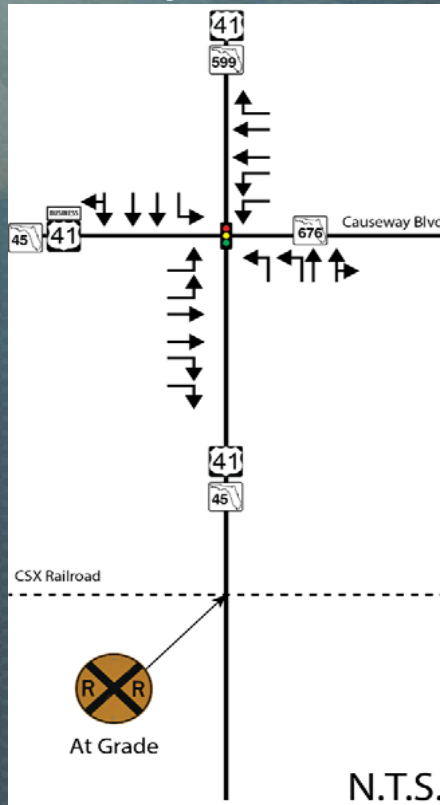 41
599
BUSINESS
45
41
676
Causeway Blvd
41
45
CSX Railroad
R R
At Grade
N.T.S.